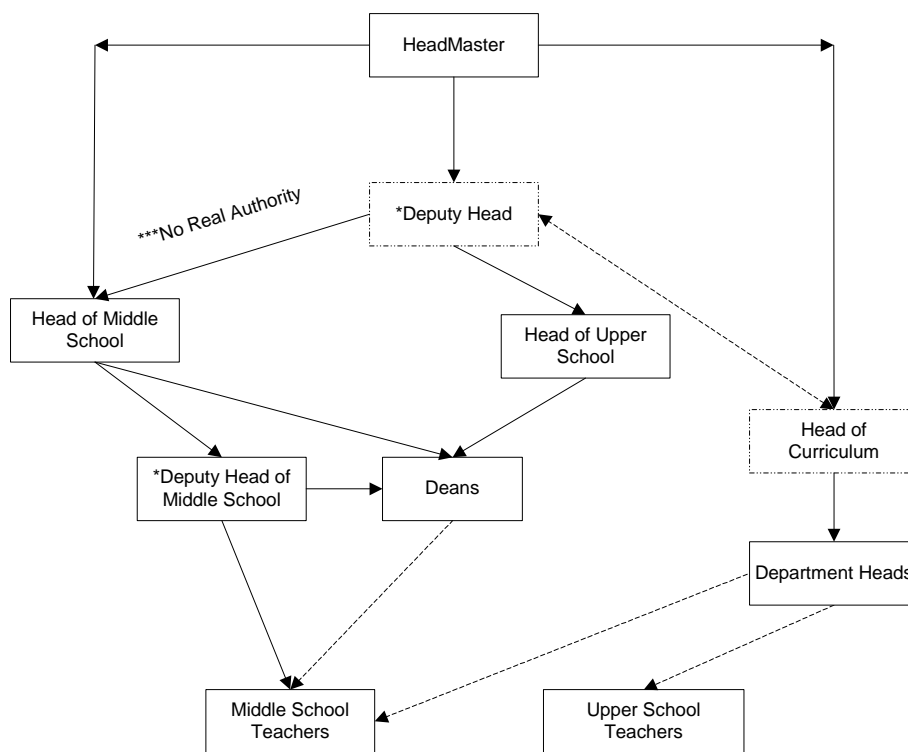 HeadMaster
***No Real Authority
*Deputy Head
Head of Middle
School
Head of Upper
School
Head of
Curriculum
*Deputy Head of
Middle School
Deans
Department Heads
Middle School
Teachers
Upper School
Teachers